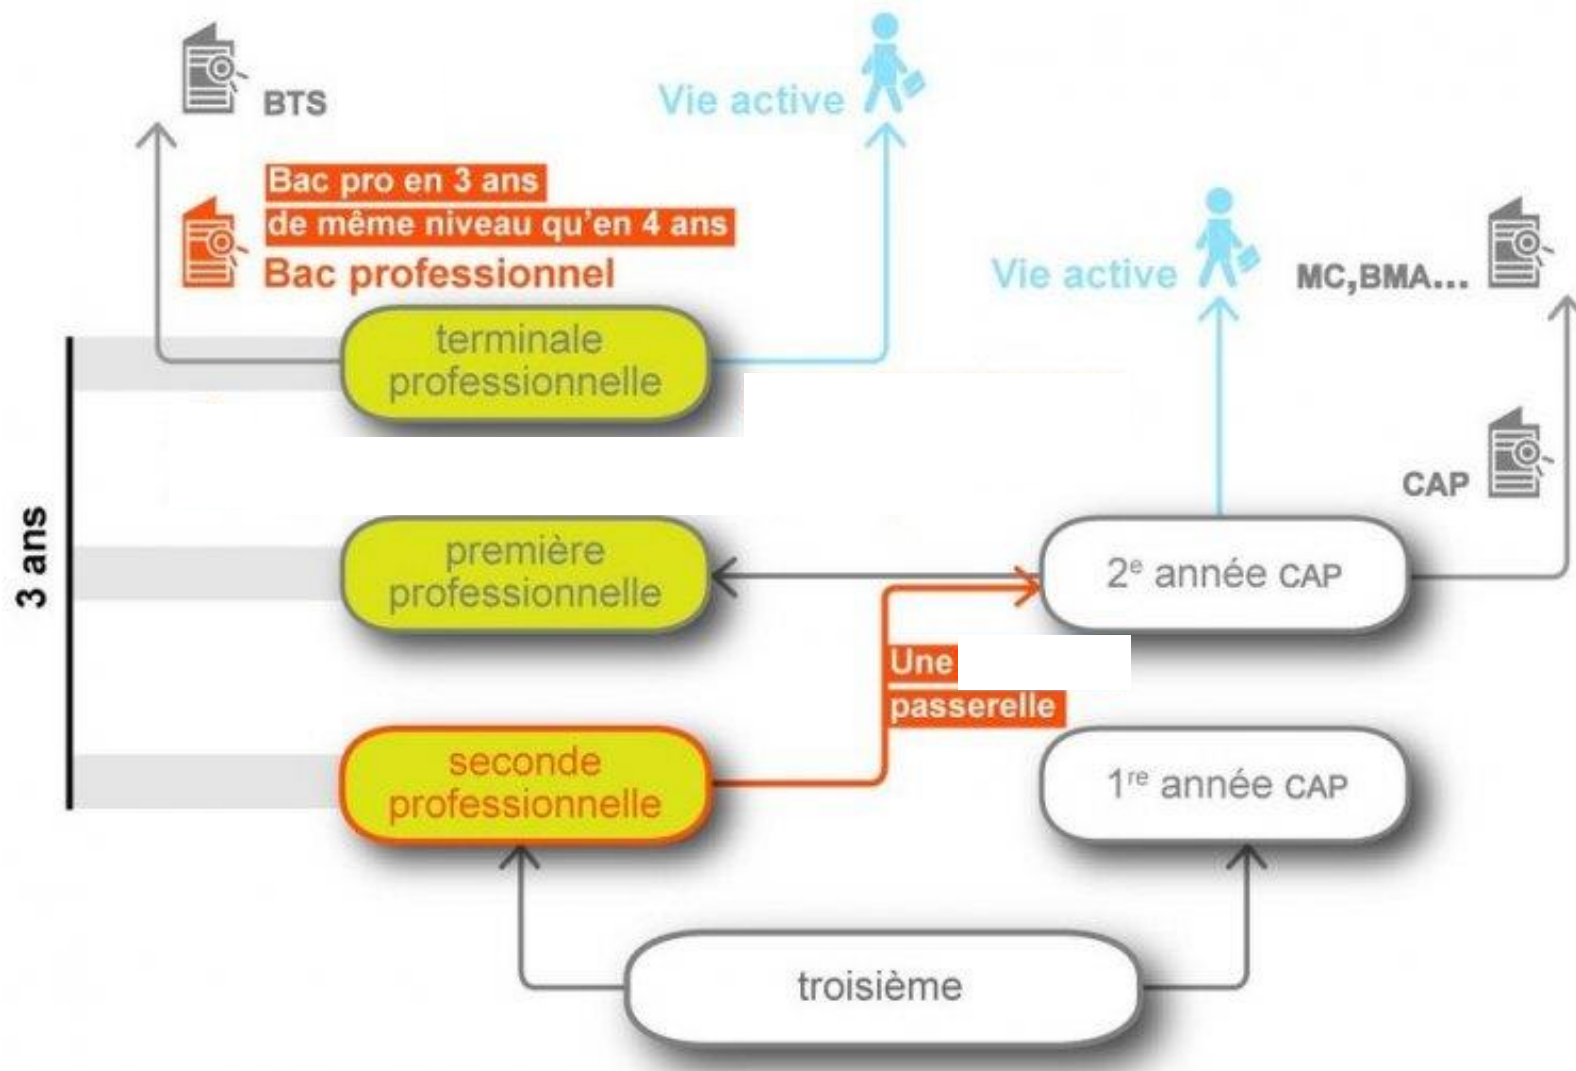 BTS
Vie active
Bac pro en 3 ans
de même niveau qu'en 4 ans
Bac professionnel
Vie active
MC,BMA...
terminale
professionnelle
CAP
3 ans
première
professionnelle
2e année CAP
Une
passerelle
seconde
professionnelle
1re année CAP
troisième